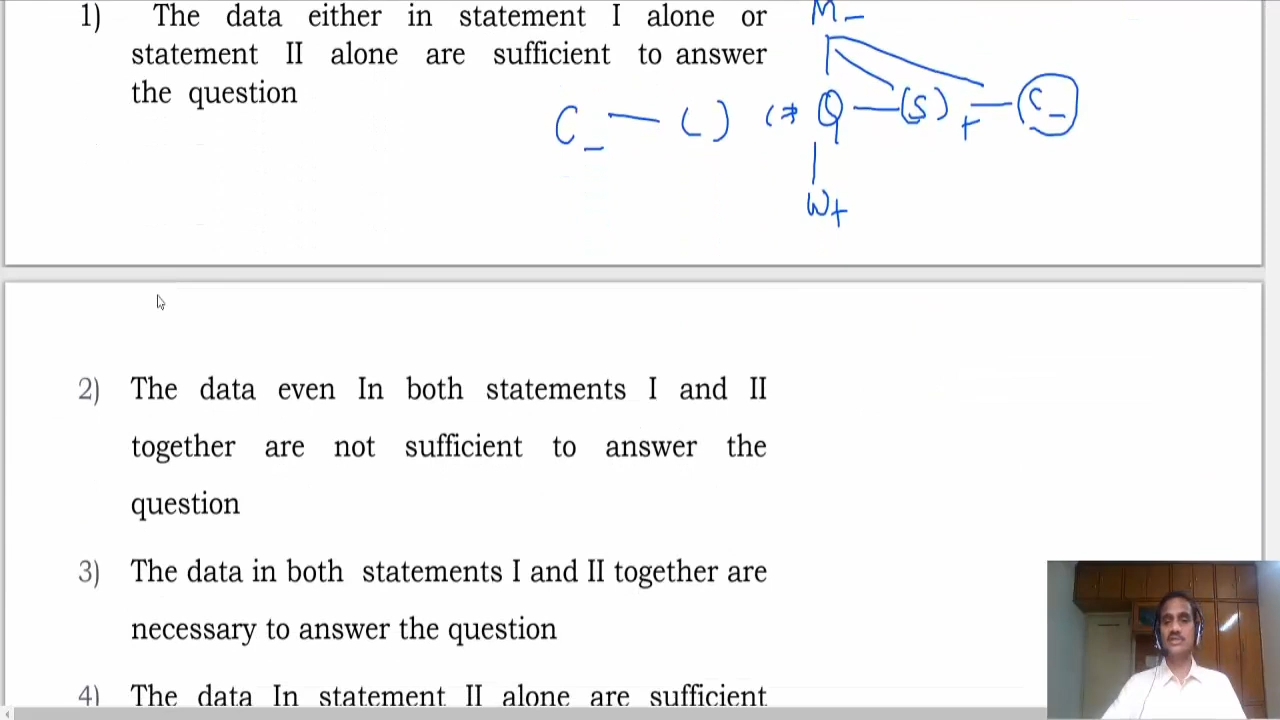 1) The data either in statement I alone or
statement II alone are sufficient to answer
the question
M -
C - — ( ) (⇒ Q — (S) + — C -
W+
2) The data even In both statements I and II
together are not sufficient to answer the
question
3) The data in both statements I and II together are
necessary to answer the question
4) The data In statement II alone are sufficient